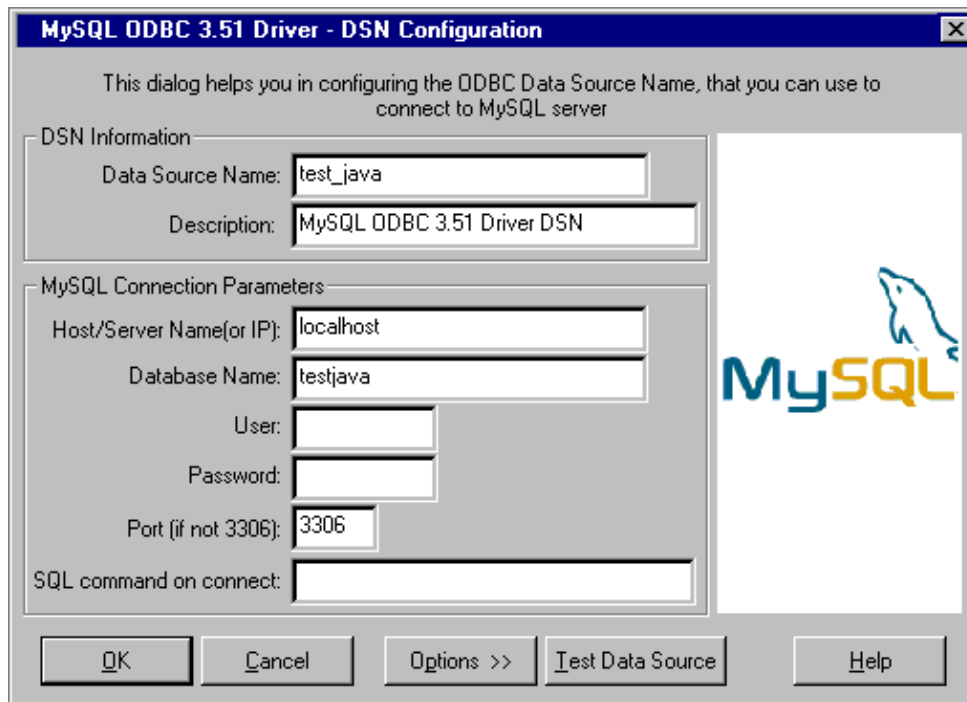 MySQL ODBC 3.51 Driver - DSN Configuration
This dialog helps you in configuring the ODBC Data Source Name, that you can use to
connect to MySQL server
DSN Information
Data Source Name: test_java
Description: MySQL ODBC 3.51 Driver DSN
MySQL Connection Parameters
Host/Server Name(or IP): localhost
Database Name: testjava
User:
Password:
Port (if not 3306): 3306
SQL command on connect:
MySQL
OK Cancel Options >> Test Data Source Help